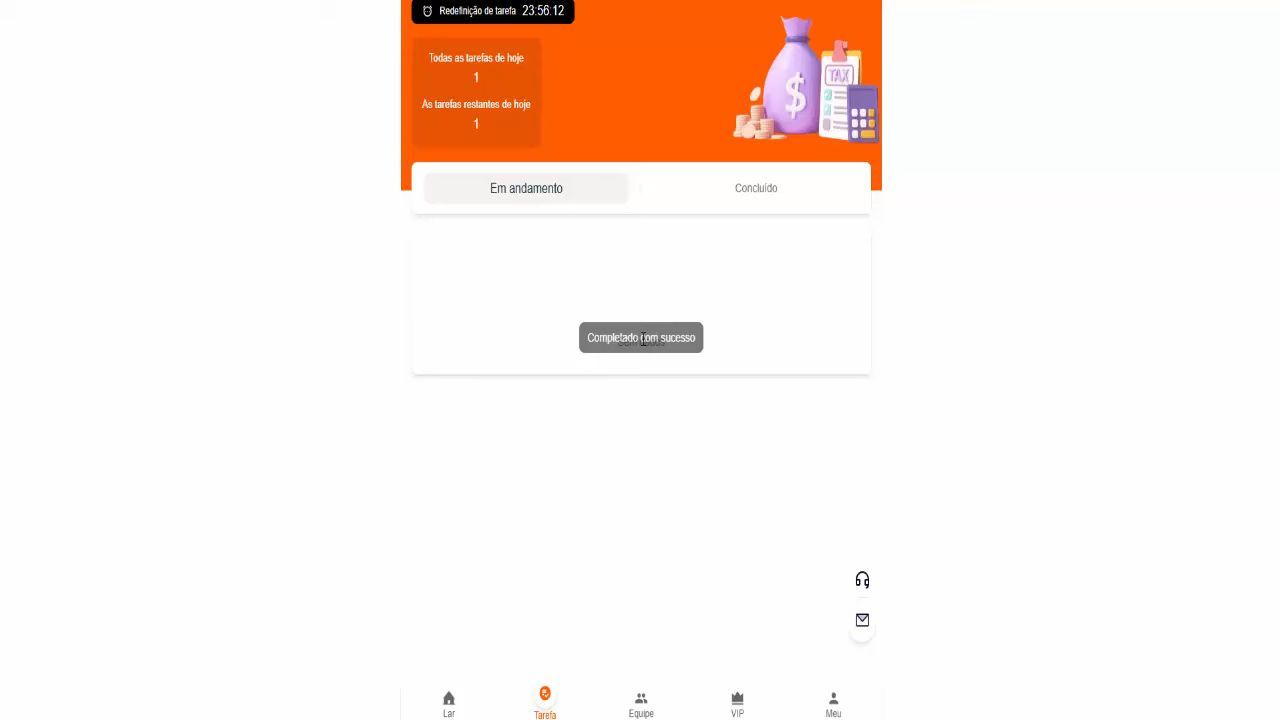 Redefinição de tarefa 23:56:12
Todas as tarefas de hoje
1
As tarefas restantes de hoje
1
$
TAX
Em andamento
Concluído
Completado com sucesso
Lar
Tarefa
Equipe
VIP
Meu